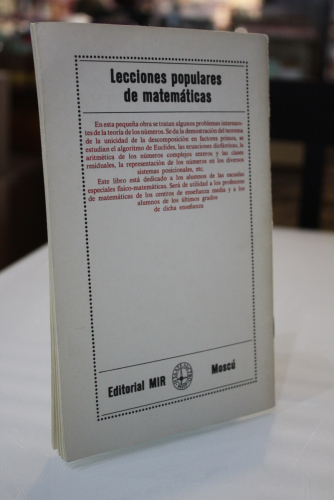 Lecciones populares
de matemáticas
En esta pequeña obra se tratan algunos problemas interesan-
tes de la teoría de los números. Se da la demostración del teorema
de la unicidad de la descomposición en factores primos, se
estudian el algoritmo de Euclides, las ecuaciones diofánticas, la
aritmética de los números complejos enteros y las clases
residuales, la representación de los números en los diversos
sistemas posicionales, etc.
Este libro está dedicado a los alumnos de las escuelas
especiales físico-matemáticas. Será de utilidad a los profesores
de matemáticas de los centros de enseñanza media y a los
alumnos de los últimos grados
de dicha enseñanza
Editorial MIR Moscú